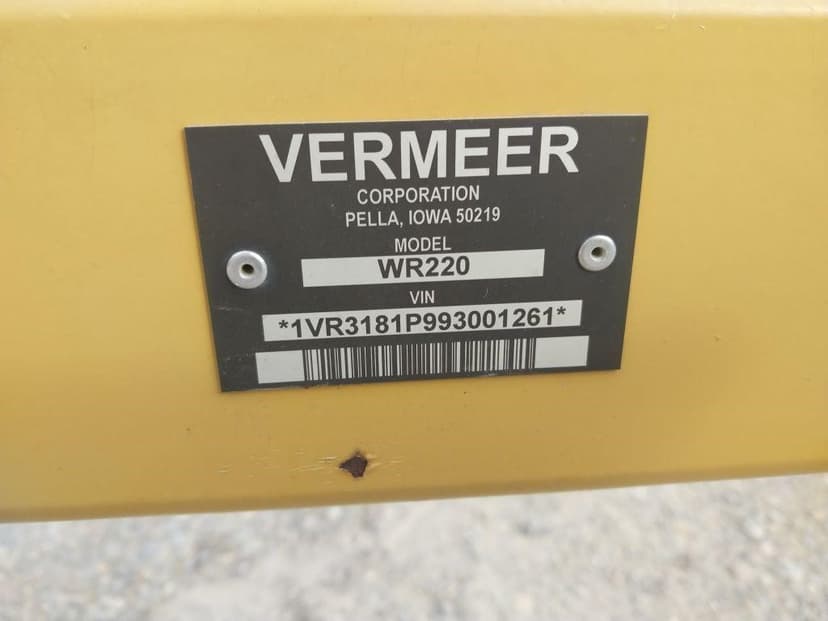 VERMEER
CORPORATION
PELLA, IOWA 50219
MODEL
WR220
VIN
*1VR3181P993001261*